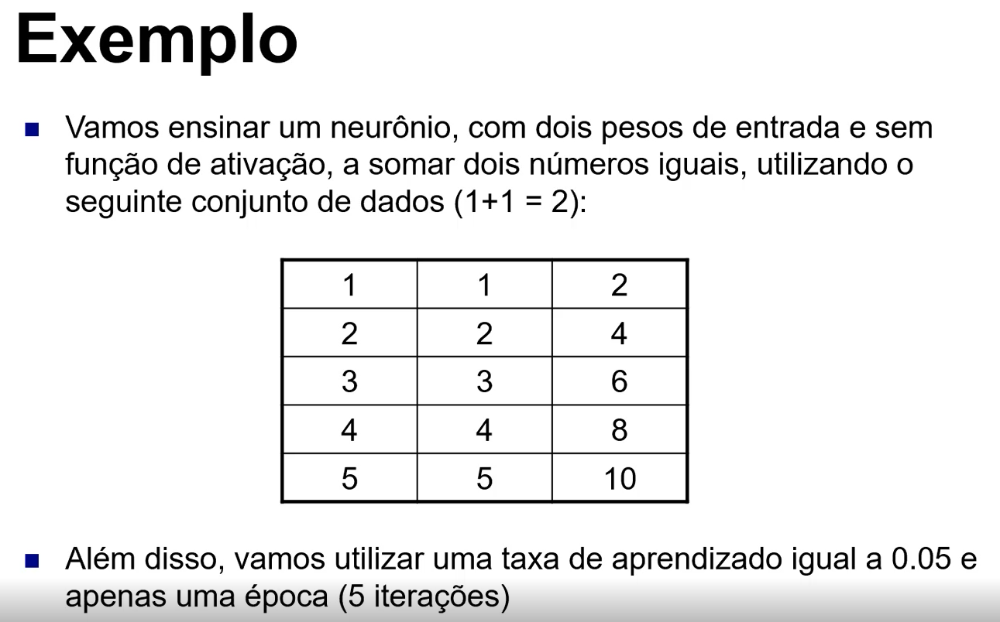 Exemplo
Vamos ensinar um neurônio, com dois pesos de entrada e sem
função de ativação, a somar dois números iguais, utilizando o
seguinte conjunto de dados (1+1 = 2):
1 1 2
2 2 4
3 3 6
4 4 8
5 5 10
Além disso, vamos utilizar uma taxa de aprendizado igual a 0.05 e
apenas uma época (5 iterações)